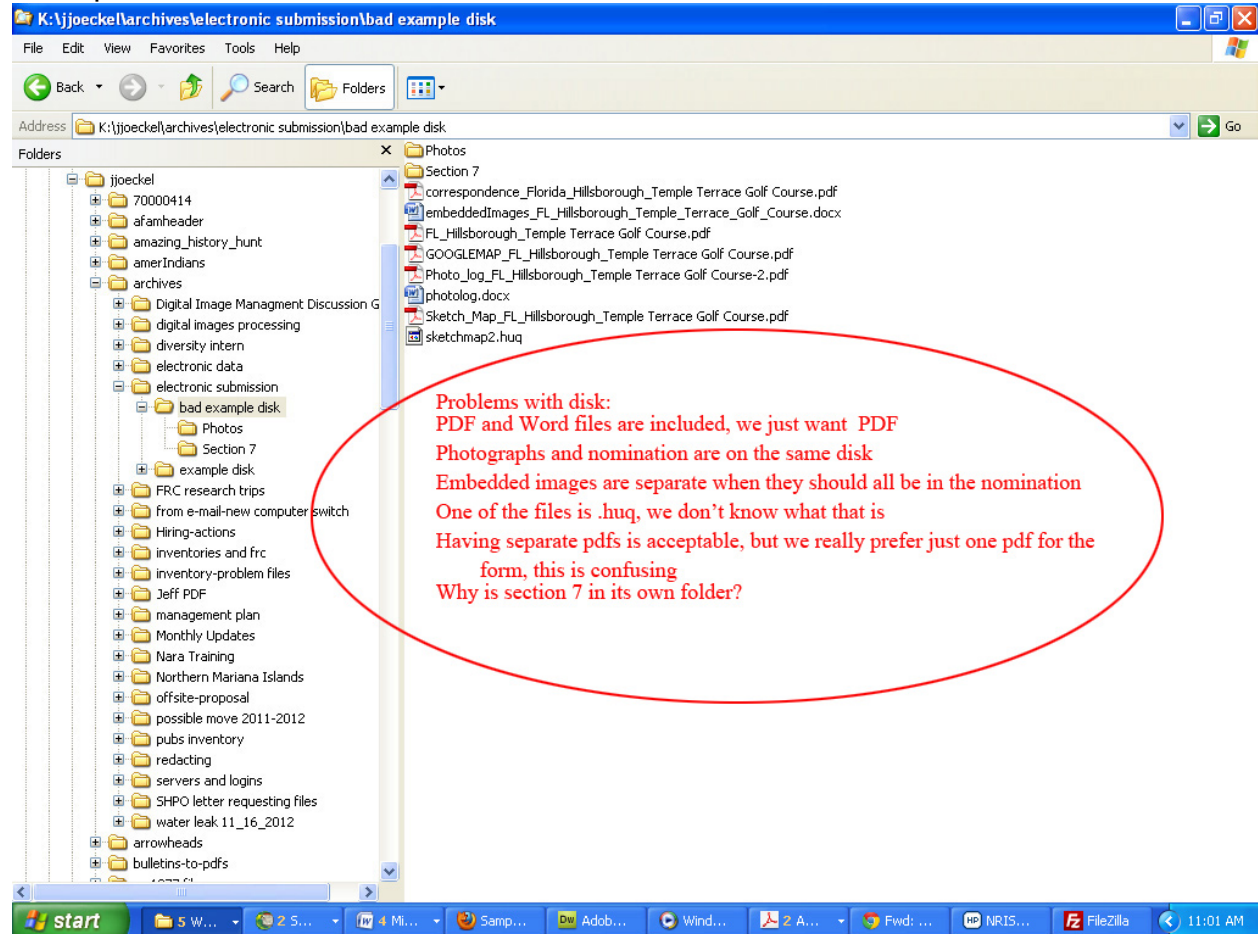 K:\jjoeckel\archives\electronic submission\bad example disk
File Edit View Favorites Tools Help
Back Search Folders
Address K:\jjoeckel\archives\electronic submission\bad example disk Go
Folders
jjoeckel
70000414
afamheader
amazing_history_hunt
amerIndians
archives
Digital Image Managment Discussion G
digital images processing
diversity intern
electronic data
electronic submission
bad example disk
Photos
Section 7
example disk
FRC research trips
from e-mail-new computer switch
Hiring-actions
inventories and frc
inventory-problem files
Jeff PDF
management plan
Monthly Updates
Nara Training
Northern Mariana Islands
offsite-proposal
possible move 2011-2012
pubs inventory
redacting
servers and logins
SHPO letter requesting files
water leak 11_16_2012
arrowheads
bulletins-to-pdfs
Photos
Section 7
correspondence_Florida_Hillsborough_Temple Terrace Golf Course.pdf
embeddedImages_FL_Hillsborough_Temple_Terrace_Golf_Course.docx
FL_Hillsborough_Temple Terrace Golf Course.pdf
GOOGLEMAP_FL_Hillsborough_Temple Terrace Golf Course.pdf
Photo_log_FL_Hillsborough_Temple Terrace Golf Course-2.pdf
photolog.docx
Sketch_Map_FL_Hillsborough_Temple Terrace Golf Course.pdf
sketchmap2.huq
Problems with disk:
PDF and Word files are included, we just want PDF
Photographs and nomination are on the same disk
Embedded images are separate when they should all be in the nomination
One of the files is .huq, we don't know what that is
Having separate pdfs is acceptable, but we really prefer just one pdf for the
form, this is confusing
Why is section 7 in its own folder?
start 5 W... 2 S... 4 Mi... Samp... Dw Adob... Wind... 2 A... Fwd: ... HP NRIS... FileZilla 11:01 AM